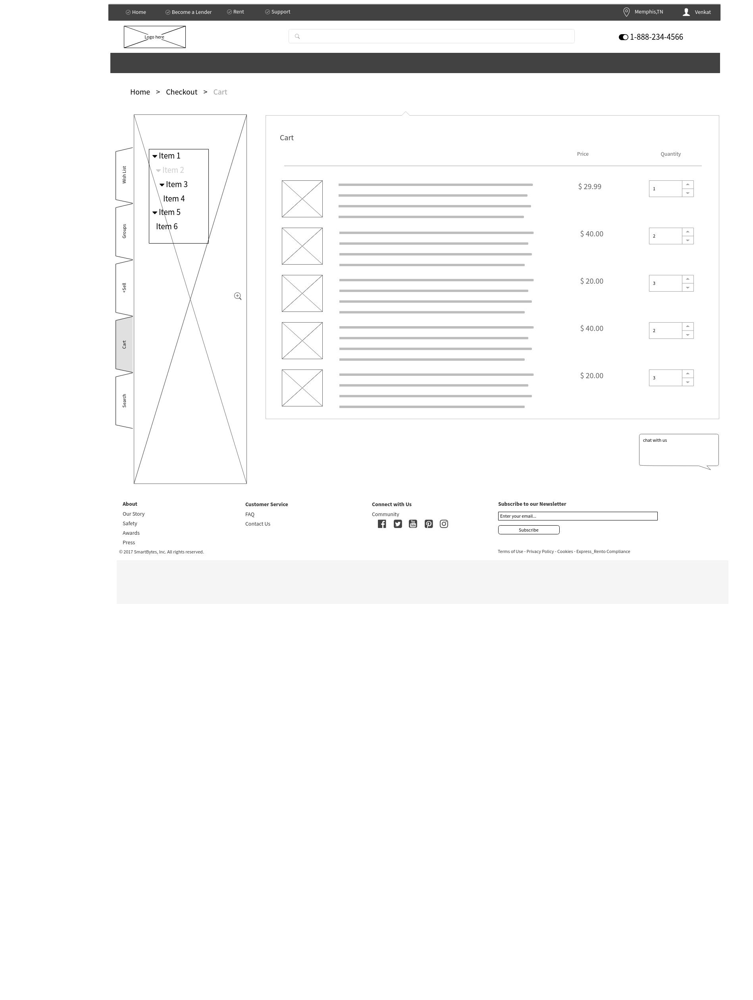 Home Become a Lender Rent Support Memphis,TN Venkat
Logo here
1-888-234-4566
Home > Checkout > Cart
Wish List
Groups
+Sell
Cart
Search
Item 1
Item 2
Item 3
Item 4
Item 5
Item 6
Cart
Price Quantity
$ 29.99 1
$ 40.00 2
$ 20.00 3
$ 40.00 2
$ 20.00 3
chat with us
About
Our Story
Safety
Awards
Press
© 2017 SmartBytes, Inc. All rights reserved.
Customer Service
FAQ
Contact Us
Connect with Us
Community
You
Tube
Subscribe to our Newsletter
Enter your email...
Subscribe
Terms of Use - Privacy Policy - Cookies - Express_Rento Compliance